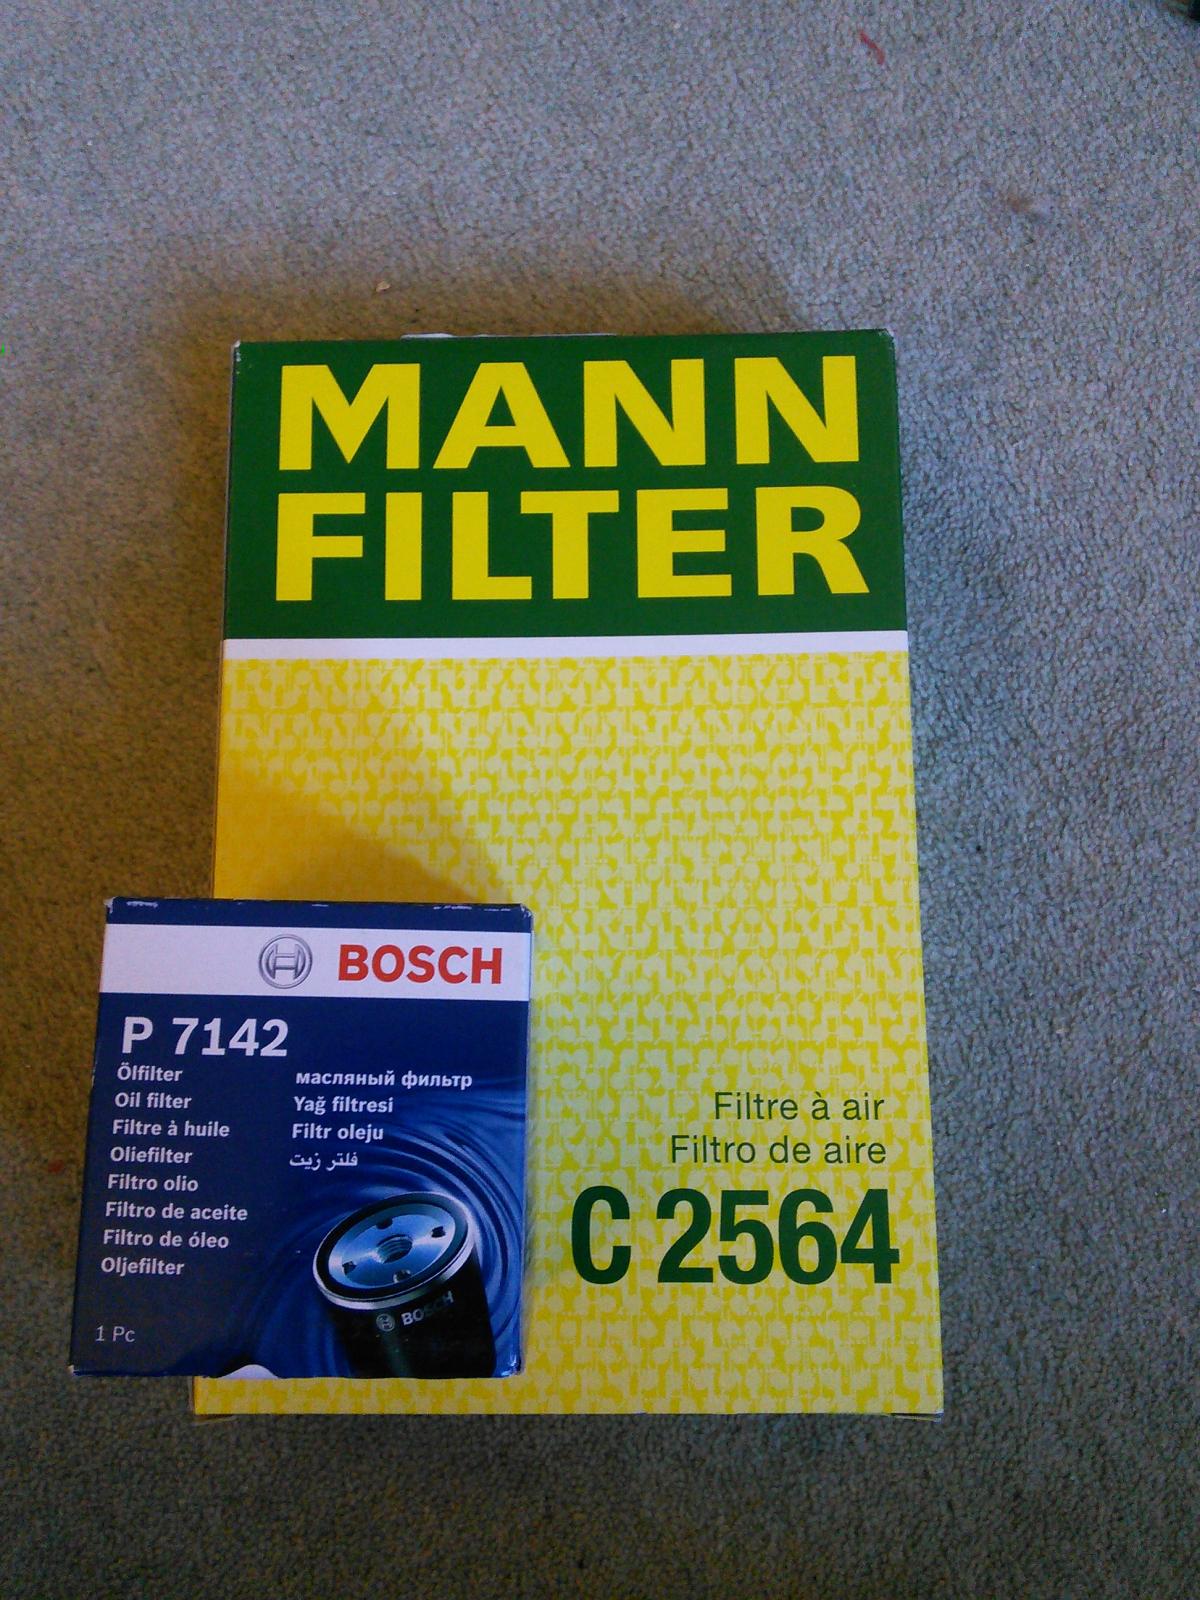 MANN
FILTER
Filtre à air
Filtro de aire
C 2564
BOSCH
P 7142
Ölfilter
Oil filter
Filtre à huile
Oliefilter
Filtro olio
Filtro de aceite
Filtro de óleo
Oljefilter
масляный фильтр
Yağ filtresi
Filtr oleju
فلتر زيت
BOSCH
1 Pc